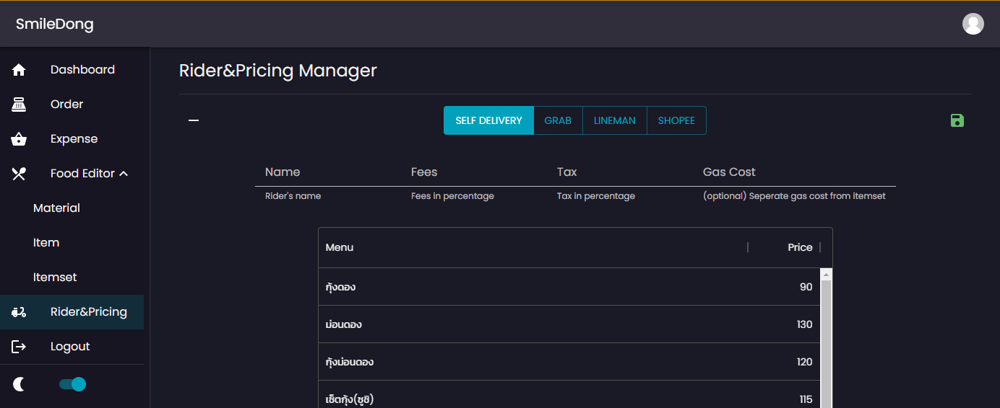 SmileDong
Dashboard
Order
Expense
Food Editor
Material
Item
Itemset
Rider&Pricing
Logout
Rider&Pricing Manager
SELF DELIVERY GRAB LINEMAN SHOPEE
Name Fees Tax Gas Cost
Rider's name Fees in percentage Tax in percentage (optional) Seperate gas cost from itemset
Menu Price
กุ้งดอง 90
ม่อนดอง 130
กุ้งม่อนดอง 120
เซ็ตกุ้ง(ซูชิ) 115